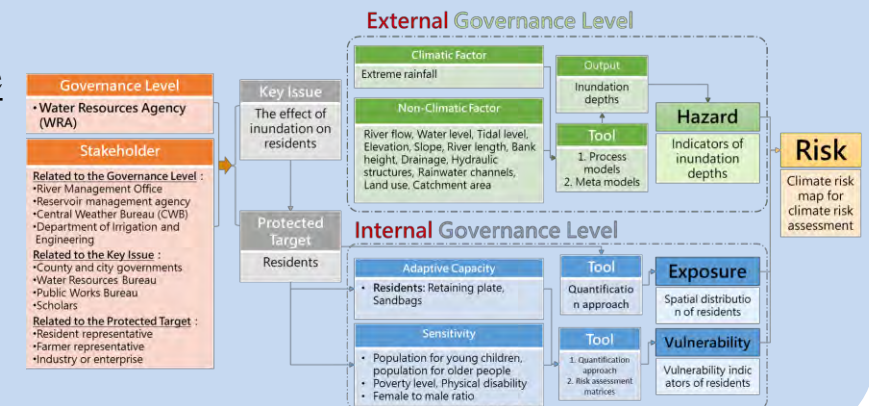 External Governance Level
e
Governance Level
•Water Resources Agency
(WRA)
Stakeholder
Related to the Governance Level :
•River Management Office
•Reservoir management agency
•Central Weather Bureau (CWB)
•Department of Irrigation and
Engineering
Related to the Key Issue :
•County and city governments
•Water Resources Bureau
•Public Works Bureau
•Scholars
Related to the Protected Target :
•Resident representative
•Farmer representative
•Industry or enterprise
Key Issue
The effect of
inundation on
residents
Protected
Target
Residents
Climatic Factor
Extreme rainfall
Non-Climatic Factor
River flow, Water level, Tidal level,
Elevation, Slope, River length, Bank
height, Drainage, Hydraulic
structures, Rainwater channels,
Land use, Catchment area
Output
Inundation
depths
Tool
1. Process
models
2. Meta models
Hazard
Indicators of
inundation
depths
Risk
Climate risk
map for
climate risk
assessment
Internal Governance Level
Adaptive Capacity
• Residents: Retaining plate,
Sandbags
Sensitivity
• Population for young children,
population for older people
• Poverty level, Physical disability
• Female to male ratio
Tool
Quantificatio
n approach
Exposure
Spatial distributio
n of residents
Tool
1. Quantification
approach
2. Risk assessment
matrices
Vulnerability
Vulnerability indic
ators of residents